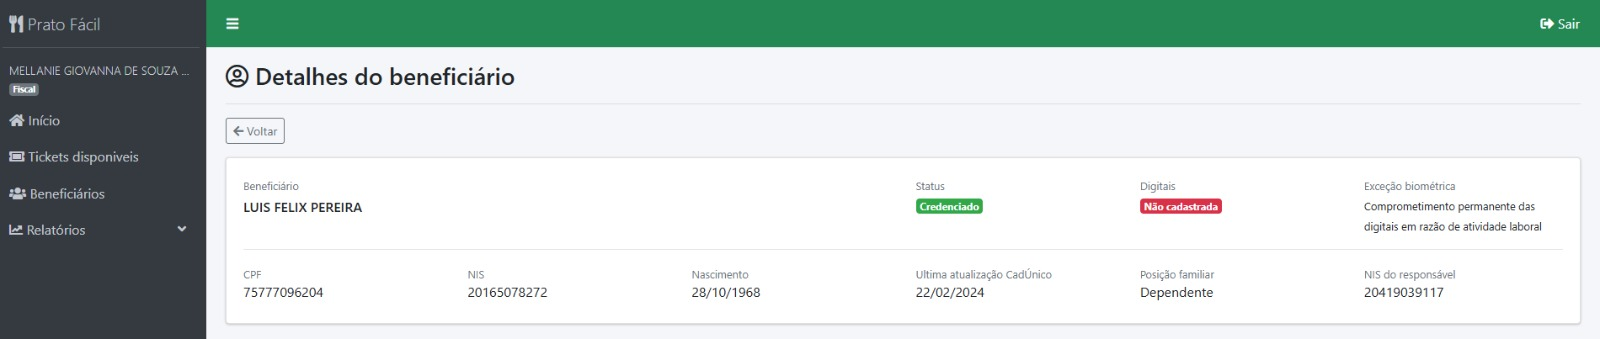 Prato Fácil
Sair
MELLANIE GIOVANNA DE SOUZA ...
Fiscal
Início
Tickets disponiveis
Beneficiários
Relatórios
Detalhes do beneficiário
Voltar
Beneficiário
LUIS FELIX PEREIRA
Status
Credenciado
Digitais
Não cadastrada
Exceção biométrica
Comprometimento permanente das
digitais em razão de atividade laboral
CPF
75777096204
NIS
20165078272
Nascimento
28/10/1968
Ultima atualização CadÚnico
22/02/2024
Posição familiar
Dependente
NIS do responsável
20419039117